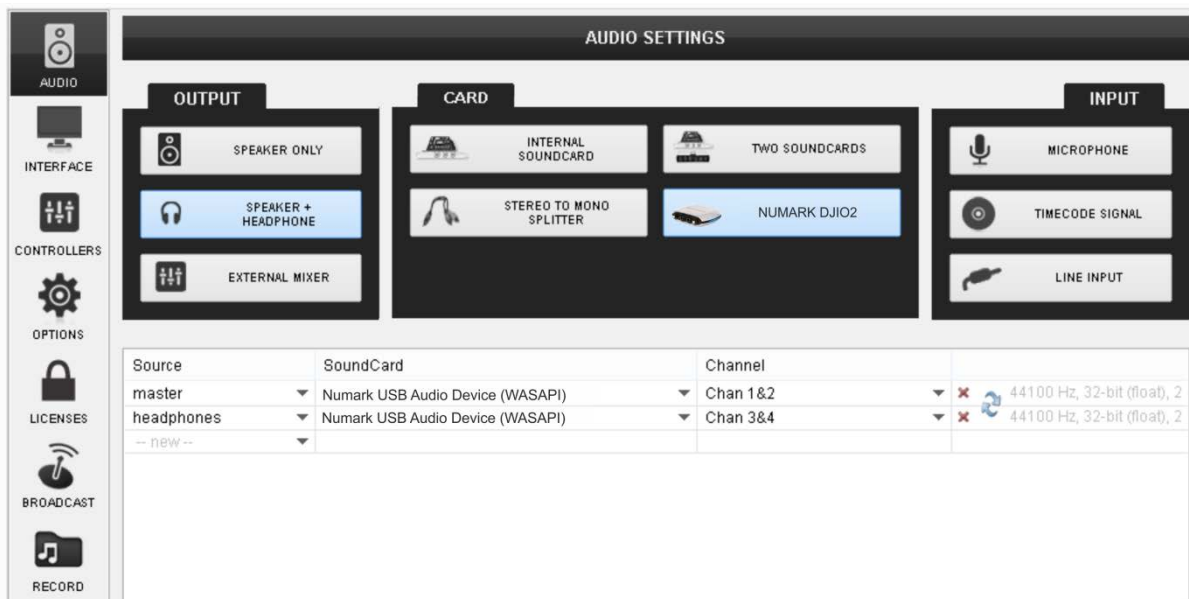 AUDIO SETTINGS
AUDIO
INTERFACE
CONTROLLERS
OPTIONS
LICENSES
BROADCAST
RECORD
OUTPUT
SPEAKER ONLY
SPEAKER +
HEADPHONE
EXTERNAL MIXER
CARD
INTERNAL
SOUNDCARD
TWO SOUNDCARDS
STEREO TO MONO
SPLITTER
NUMARK DJIO2
INPUT
MICROPHONE
TIMECODE SIGNAL
LINE INPUT
Source SoundCard Channel
master Numark USB Audio Device (WASAPI) Chan 1&2 44100 Hz, 32-bit (float), 2
headphones Numark USB Audio Device (WASAPI) Chan 3&4 44100 Hz, 32-bit (float), 2
-- new --